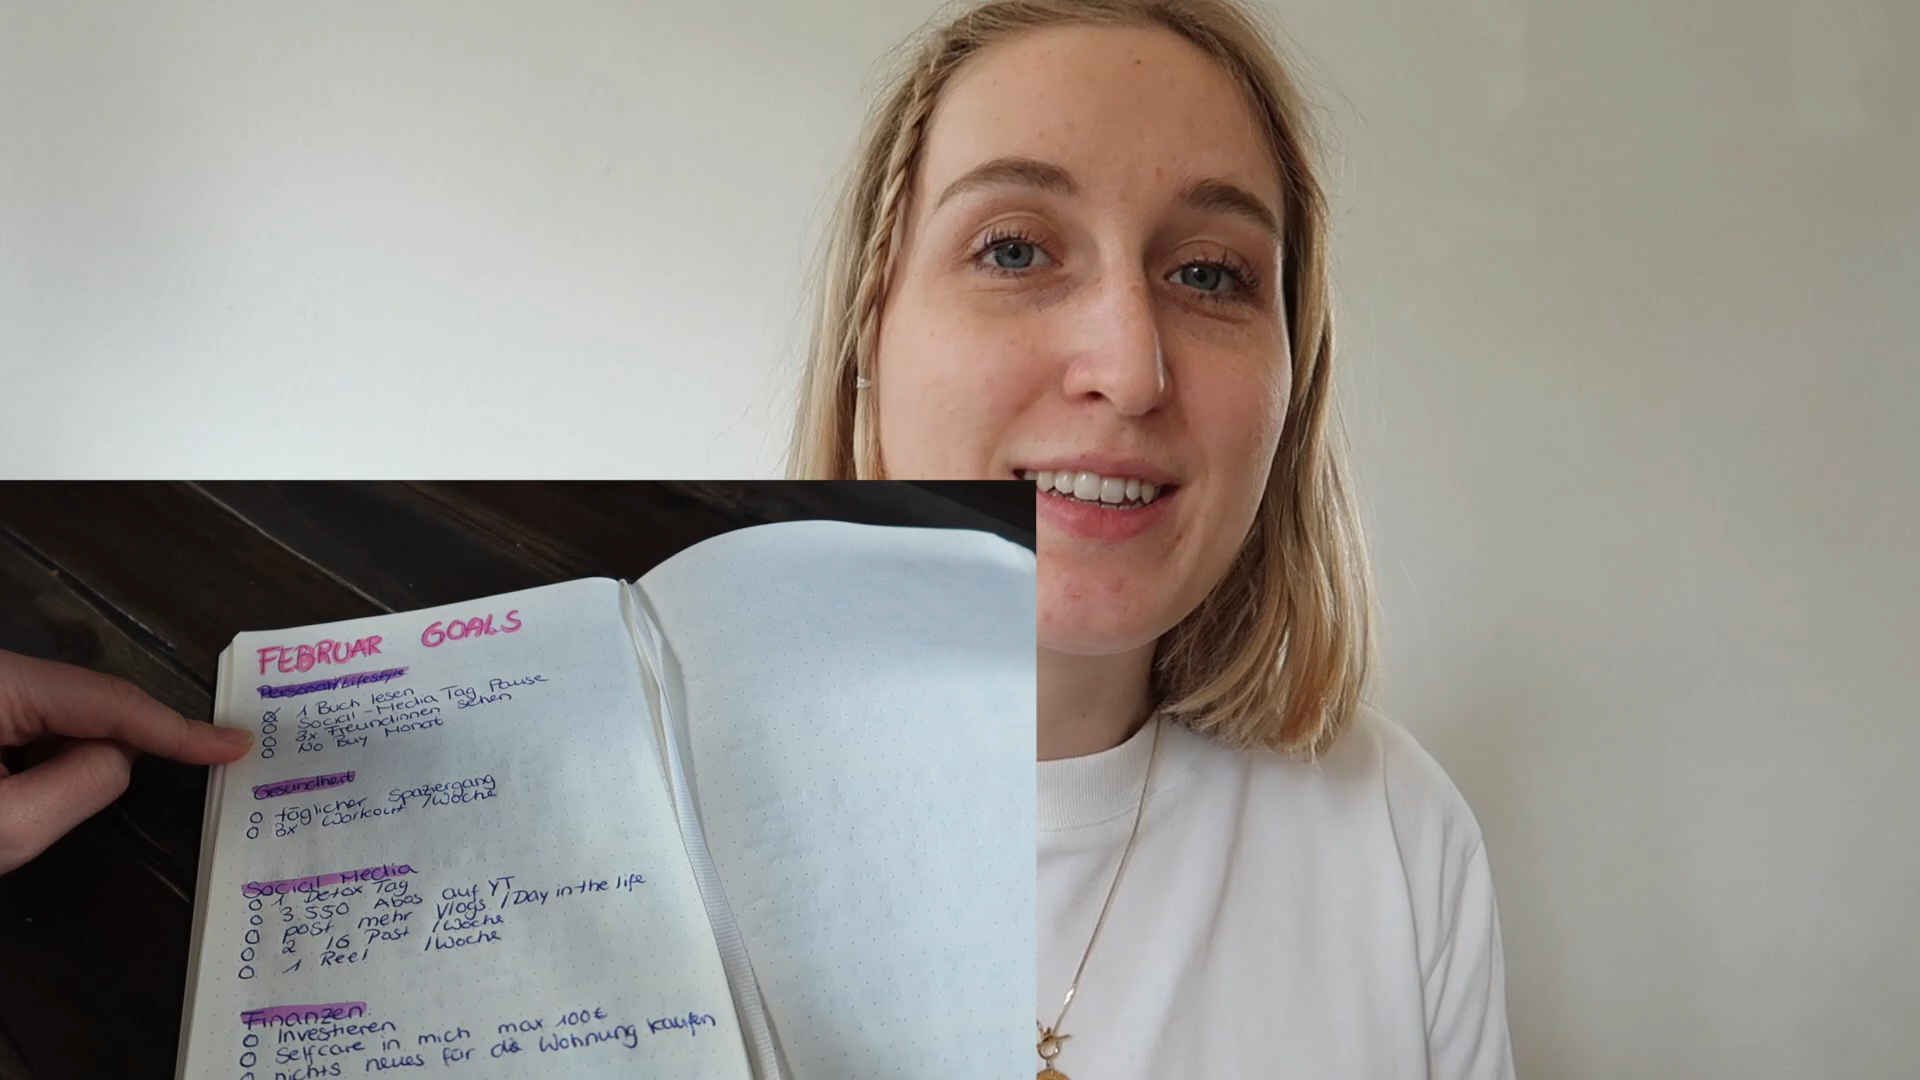 FEBRUAR GOALS
Personal/Lifestyle
1 Buch lesen
Social-Media Tag Pause
3x Freundinnen sehen
No Buy Monat
Gesundheit
täglicher Spaziergang
3x Workout /Woche
Social Media
1 Detox Tag
3.550 Abos auf YT
post mehr Vlogs /Day in the life
2 IG Post /Woche
1 Reel /Woche
Finanzen
Investieren
Selfcare in mich max 100€
nichts neues für die Wohnung kaufen